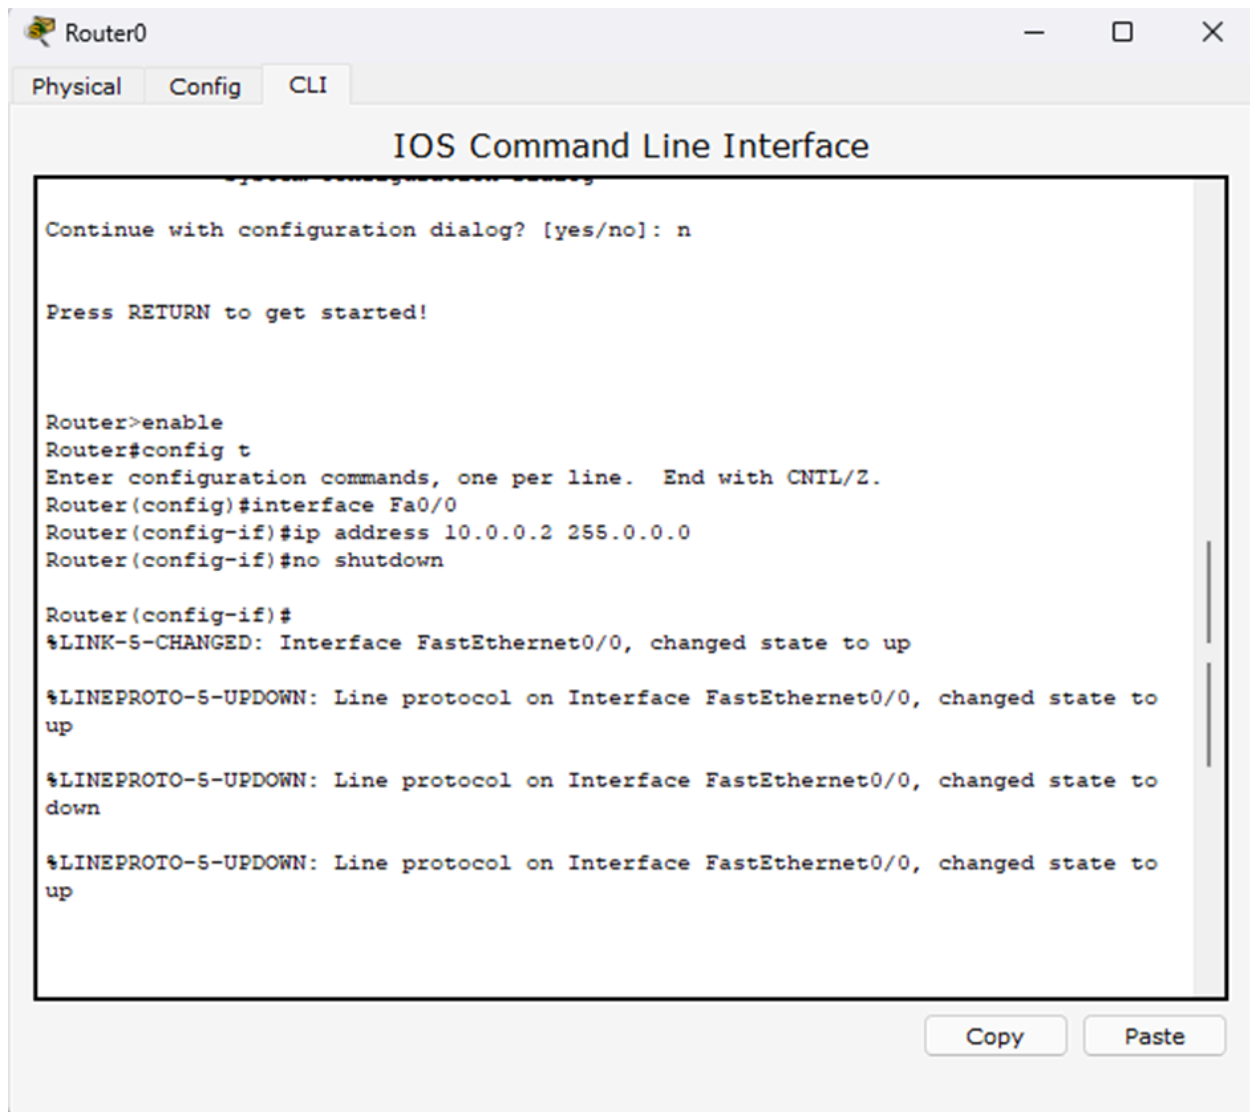 Router0
Physical Config CLI
IOS Command Line Interface
System Configuration Dialog
Continue with configuration dialog? [yes/no]: n
Press RETURN to get started!
Router>enable
Router#config t
Enter configuration commands, one per line.  End with CNTL/Z.
Router(config)#interface Fa0/0
Router(config-if)#ip address 10.0.0.2 255.0.0.0
Router(config-if)#no shutdown
Router(config-if)#
%LINK-5-CHANGED: Interface FastEthernet0/0, changed state to up
%LINEPROTO-5-UPDOWN: Line protocol on Interface FastEthernet0/0, changed state to
up
%LINEPROTO-5-UPDOWN: Line protocol on Interface FastEthernet0/0, changed state to
down
%LINEPROTO-5-UPDOWN: Line protocol on Interface FastEthernet0/0, changed state to
up
Copy Paste